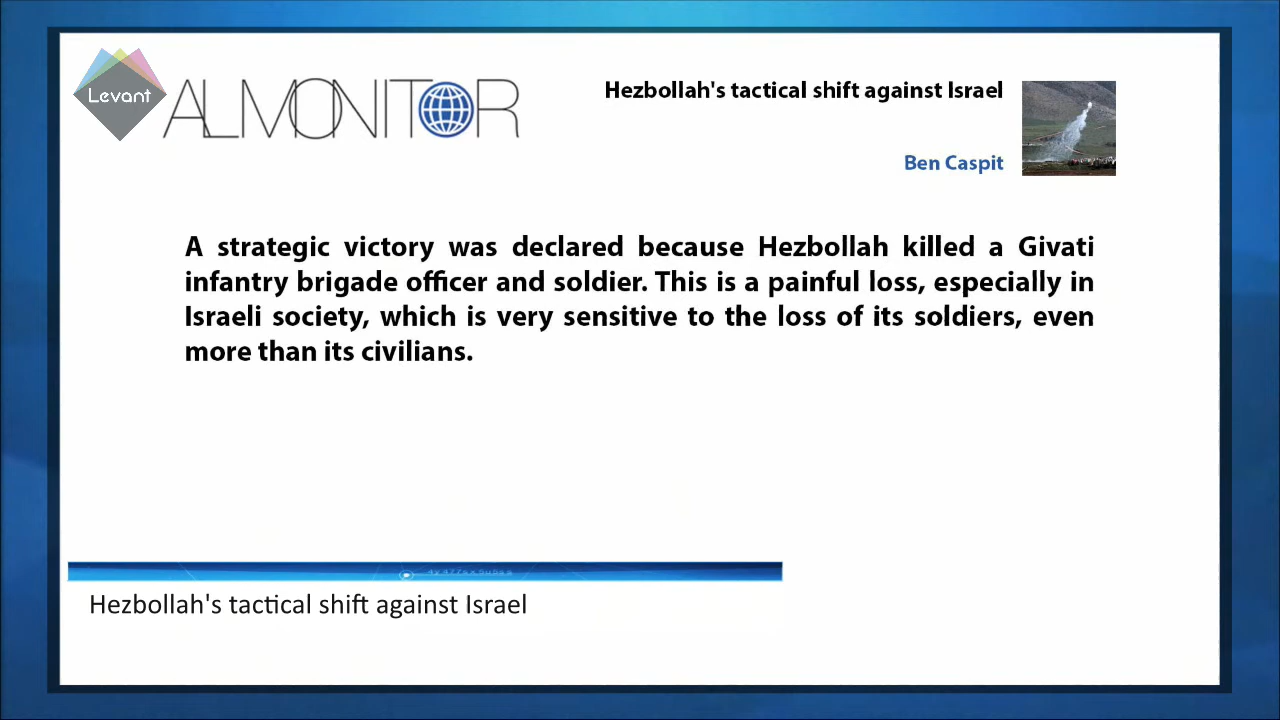 Levant
ALMONITOR
Hezbollah's tactical shift against Israel
Ben Caspit
A strategic victory was declared because Hezbollah killed a Givati
infantry brigade officer and soldier. This is a painful loss, especially in
Israeli society, which is very sensitive to the loss of its soldiers, even
more than its civilians.
Hezbollah's tactical shift against Israel